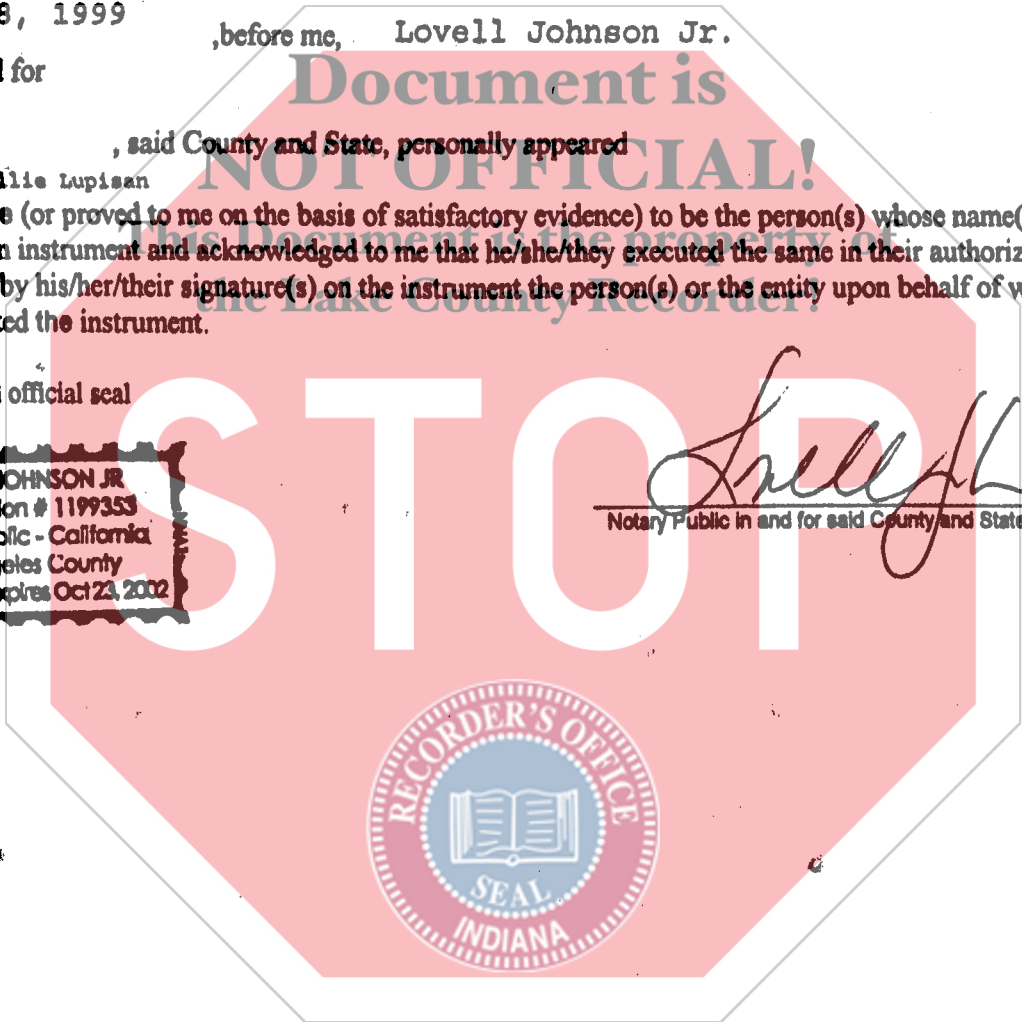 8, 1999
,before me, Lovell Johnson Jr.
for
Document is
, said County and State, personally appeared
NOT OFFICIAL!
llie Lupisan
e (or proved to me on the basis of satisfactory evidence) to be the person(s) whose name(
This Document is the property of
n instrument and acknowledged to me that he/she/they executed the same in their authoriz
by his/her/their signature(s) on the instrument the person(s) or the entity upon behalf of w
the Lake County Recorder!
ted the instrument.
official seal
STOP
OHNSON JR
on # 1199353
blic - California
eles County
xpires Oct 23, 2002
Notary Public in and for said County and State
RECORDER'S OFFICE
SEAL
INDIANA